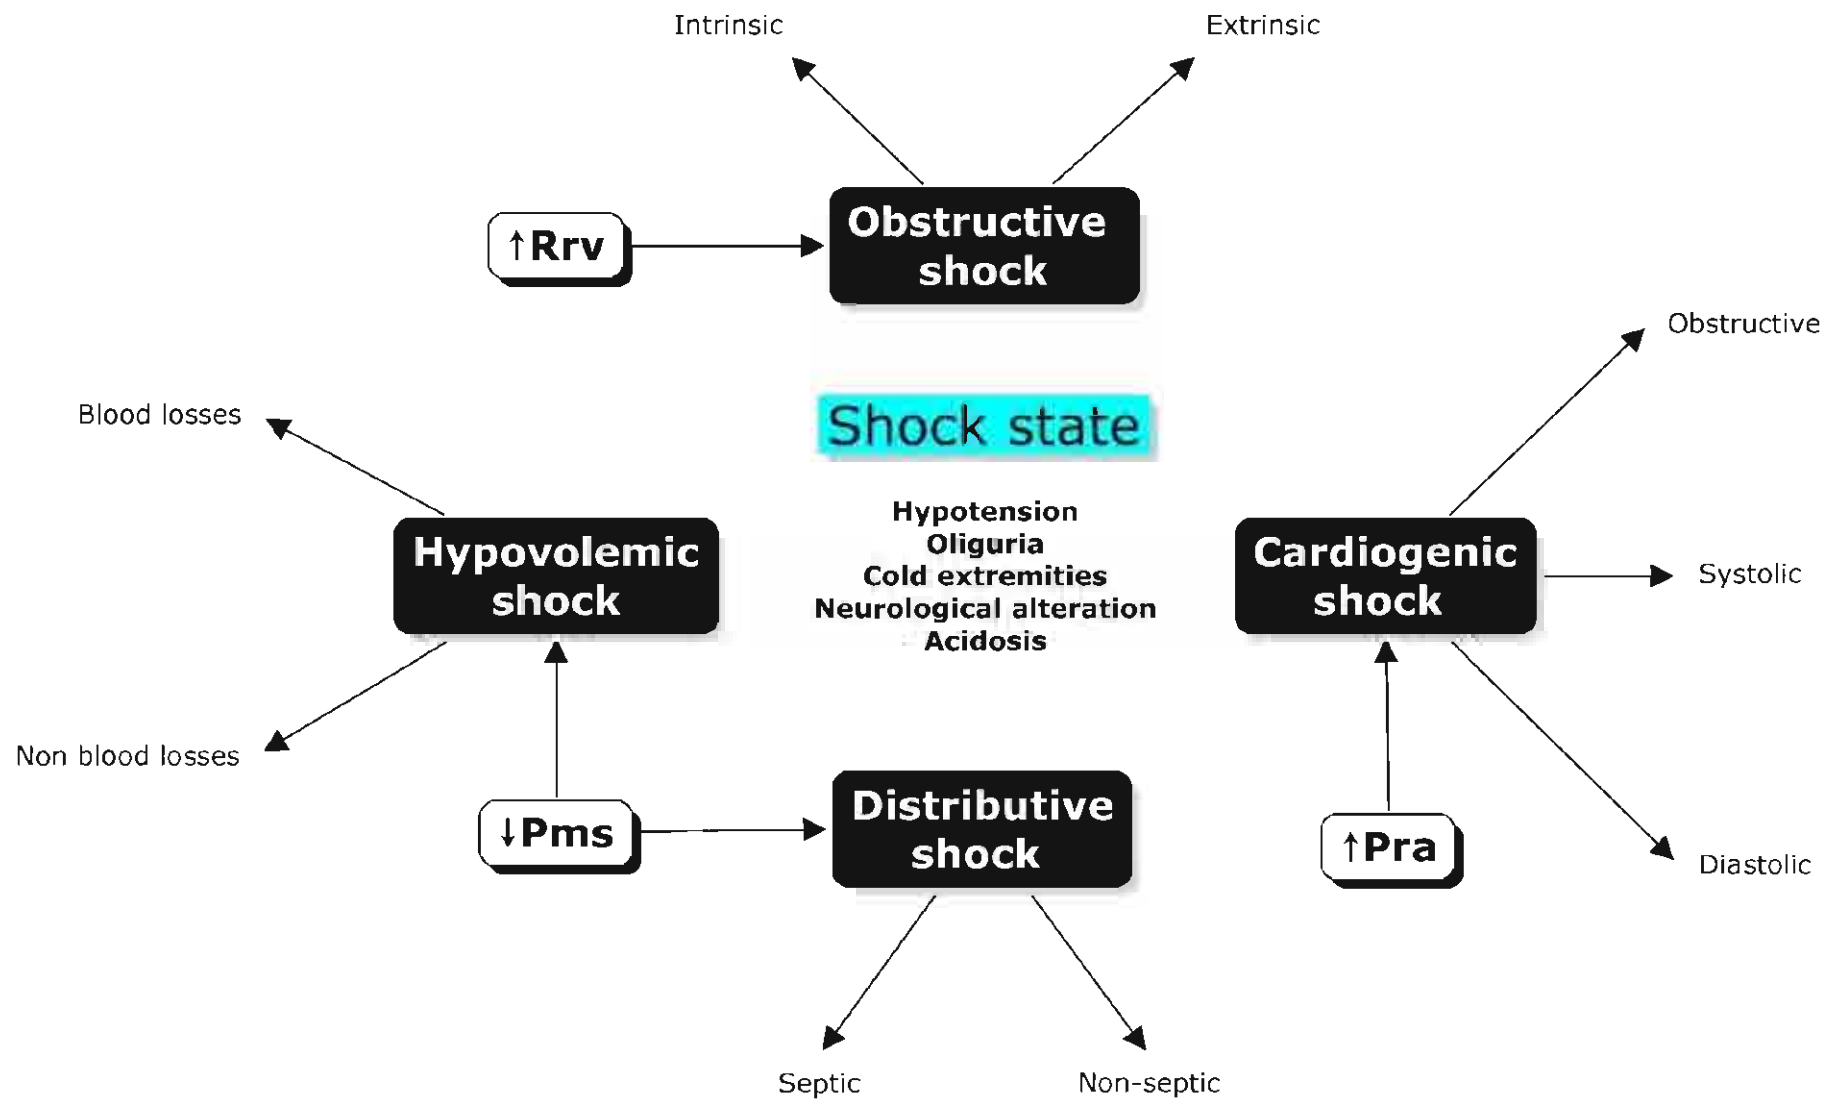 Intrinsic
Extrinsic
↑Rrv
Obstructive
shock
Obstructive
Blood losses
Shock state
Hypovolemic
shock
Hypotension
Oliguria
Cold extremities
Neurological alteration
Acidosis
Cardiogenic
shock
Systolic
Non blood losses
↓Pms
Distributive
shock
↑Pra
Diastolic
Septic
Non-septic